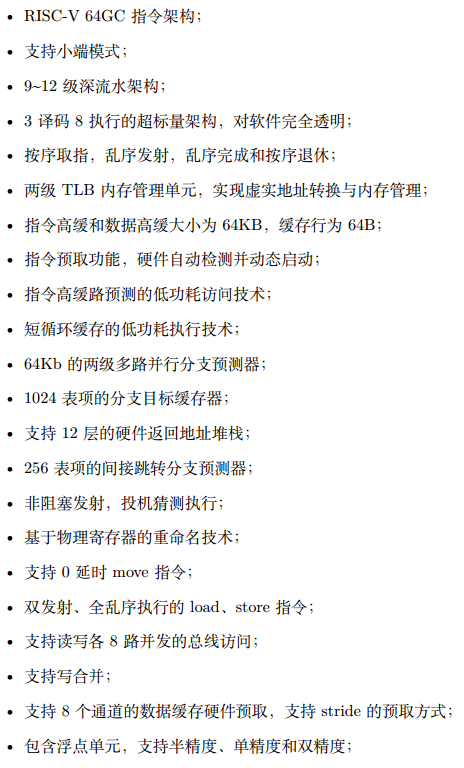 • RISC-V 64GC 指令架构；
• 支持小端模式；
• 9~12 级深流水架构；
• 3 译码 8 执行的超标量架构，对软件完全透明；
• 按序取指，乱序发射，乱序完成和按序退休；
• 两级 TLB 内存管理单元，实现虚实地址转换与内存管理；
• 指令高缓和数据高缓大小为 64KB，缓存行为 64B；
• 指令预取功能，硬件自动检测并动态启动；
• 指令高缓路预测的低功耗访问技术；
• 短循环缓存的低功耗执行技术；
• 64Kb 的两级多路并行分支预测器；
• 1024 表项的分支目标缓存器；
• 支持 12 层的硬件返回地址堆栈；
• 256 表项的间接跳转分支预测器；
• 非阻塞发射，投机猜测执行；
• 基于物理寄存器的重命名技术；
• 支持 0 延时 move 指令；
• 双发射、全乱序执行的 load、store 指令；
• 支持读写各 8 路并发的总线访问；
• 支持写合并；
• 支持 8 个通道的数据缓存硬件预取，支持 stride 的预取方式；
• 包含浮点单元，支持半精度、单精度和双精度；